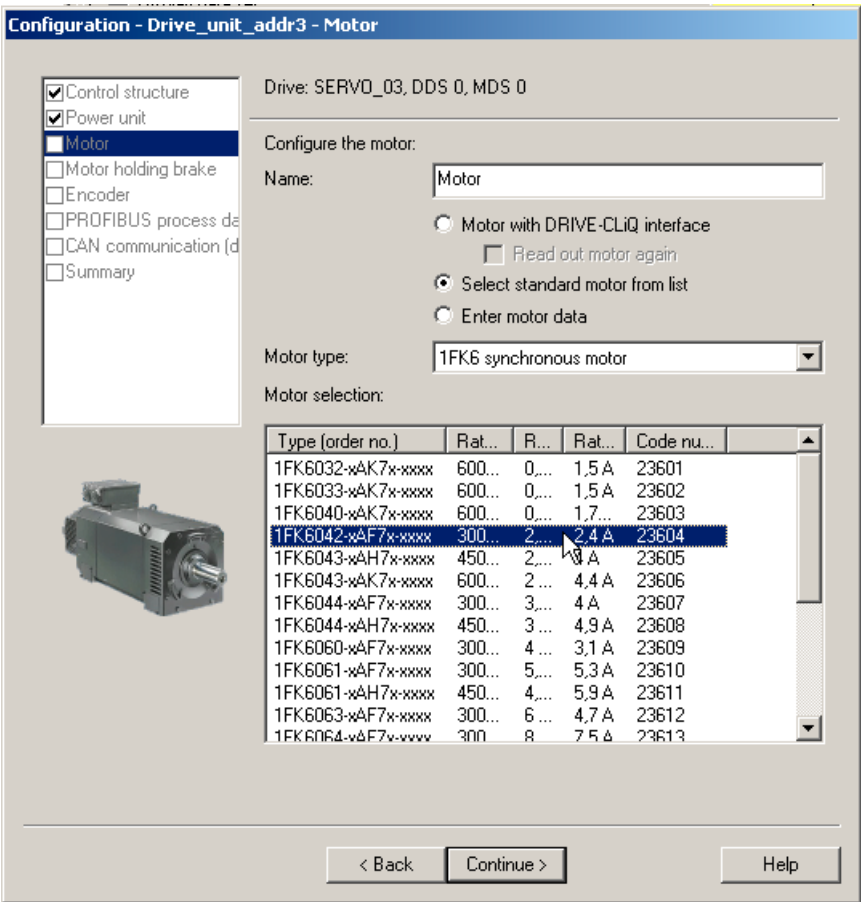 Configuration - Drive_unit_addr3 - Motor
Control structure
Power unit
Motor
Motor holding brake
Encoder
PROFIBUS process da
CAN communication (d
Summary
Drive: SERVO_03, DDS 0, MDS 0
Configure the motor:
Name: Motor
Motor with DRIVE-CLiQ interface
Read out motor again
Select standard motor from list
Enter motor data
Motor type: 1FK6 synchronous motor
Motor selection:
Type (order no.) Rat... R... Rat... Code nu...
1FK6032-xAK7x-xxxx 600... 0,... 1,5 A 23601
1FK6033-xAK7x-xxxx 600... 0,... 1,5 A 23602
1FK6040-xAK7x-xxxx 600... 0,... 1,7... 23603
1FK6042-xAF7x-xxxx 300... 2,... 2,4 A 23604
1FK6043-xAH7x-xxxx 450... 2,... A 23605
1FK6043-xAK7x-xxxx 600... 2 ... 4,4 A 23606
1FK6044-xAF7x-xxxx 300... 3,... 4 A 23607
1FK6044-xAH7x-xxxx 450... 3 ... 4,9 A 23608
1FK6060-xAF7x-xxxx 300... 4 ... 3,1 A 23609
1FK6061-xAF7x-xxxx 300... 5,... 5,3 A 23610
1FK6061-xAH7x-xxxx 450... 4,... 5,9 A 23611
1FK6063-xAF7x-xxxx 300... 6 ... 4,7 A 23612
1FK6064-xAF7x-xxxx 300 8 7,5 A 23613
< Back Continue > Help